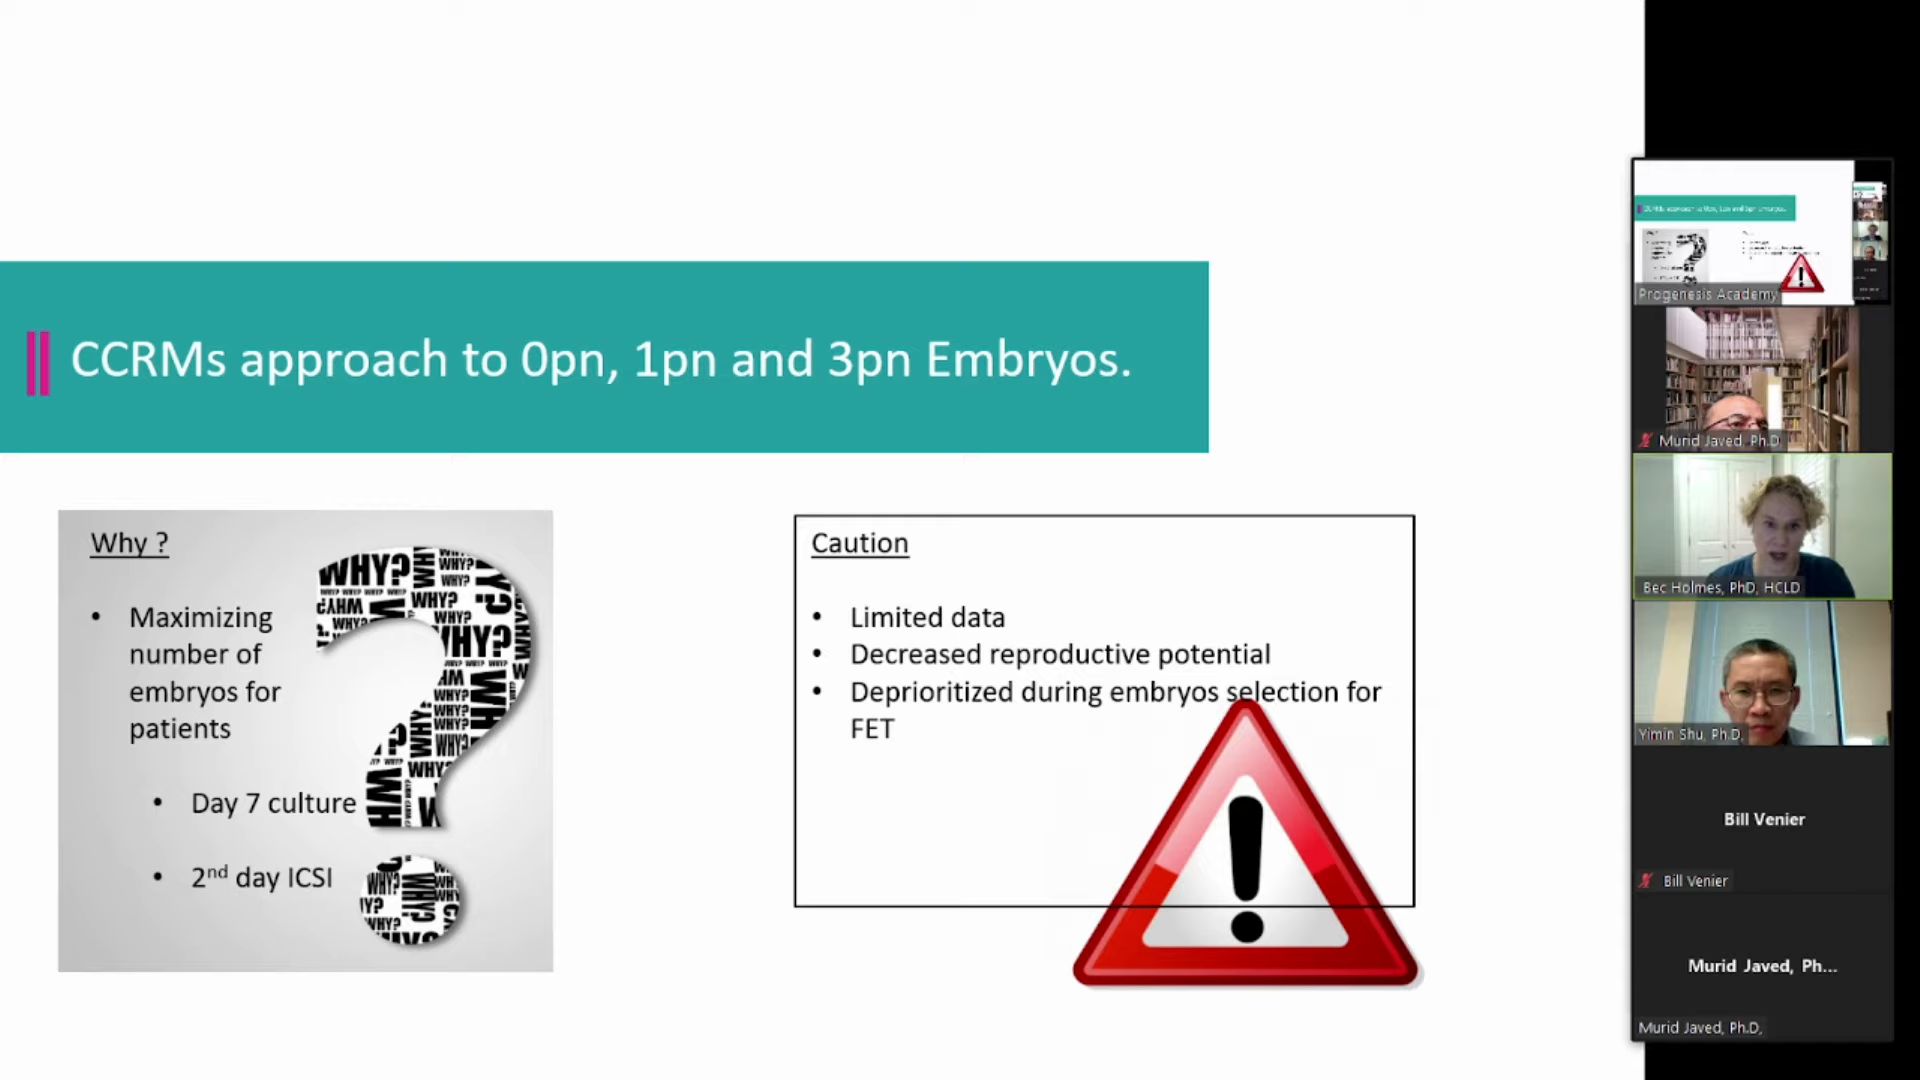 CCRMs approach to 0pn, 1pn and 3pn Embryos.
Why ?
• Maximizing
number of
embryos for
patients
• Day 7 culture
• 2nd day ICSI
WHY?
Caution
• Limited data
• Decreased reproductive potential
• Deprioritized during embryos selection for
FET
Progenesis Academy
Murid Javed, Ph.D
Bec Holmes, PhD, HCLD
Yimin Shu, Ph.D,
Bill Venier
Bill Venier
Murid Javed, Ph...
Murid Javed, Ph.D,